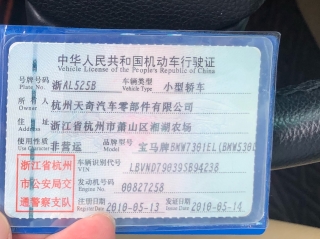 中华人民共和国机动车行驶证
Vehicle License of the People's Republic of China
号牌号码 浙AL525B 车辆类型 小型轿车
Plate No. Vehicle Type
所有人 杭州天奇汽车零部件有限公司
Owner
住址 浙江省杭州市萧山区湘湖农场
Address
使用性质 非营运 品牌型号 宝马牌BMW7301EL(BMW530
Use Character Model
浙江省杭州
市公安局交
通警察支队
车辆识别代号 LBVND790395B94238
VIN
发动机号码 00827258
Engine No.
注册日期 2010-05-13 发证日期 2010-05-14
Register Date Issue Date